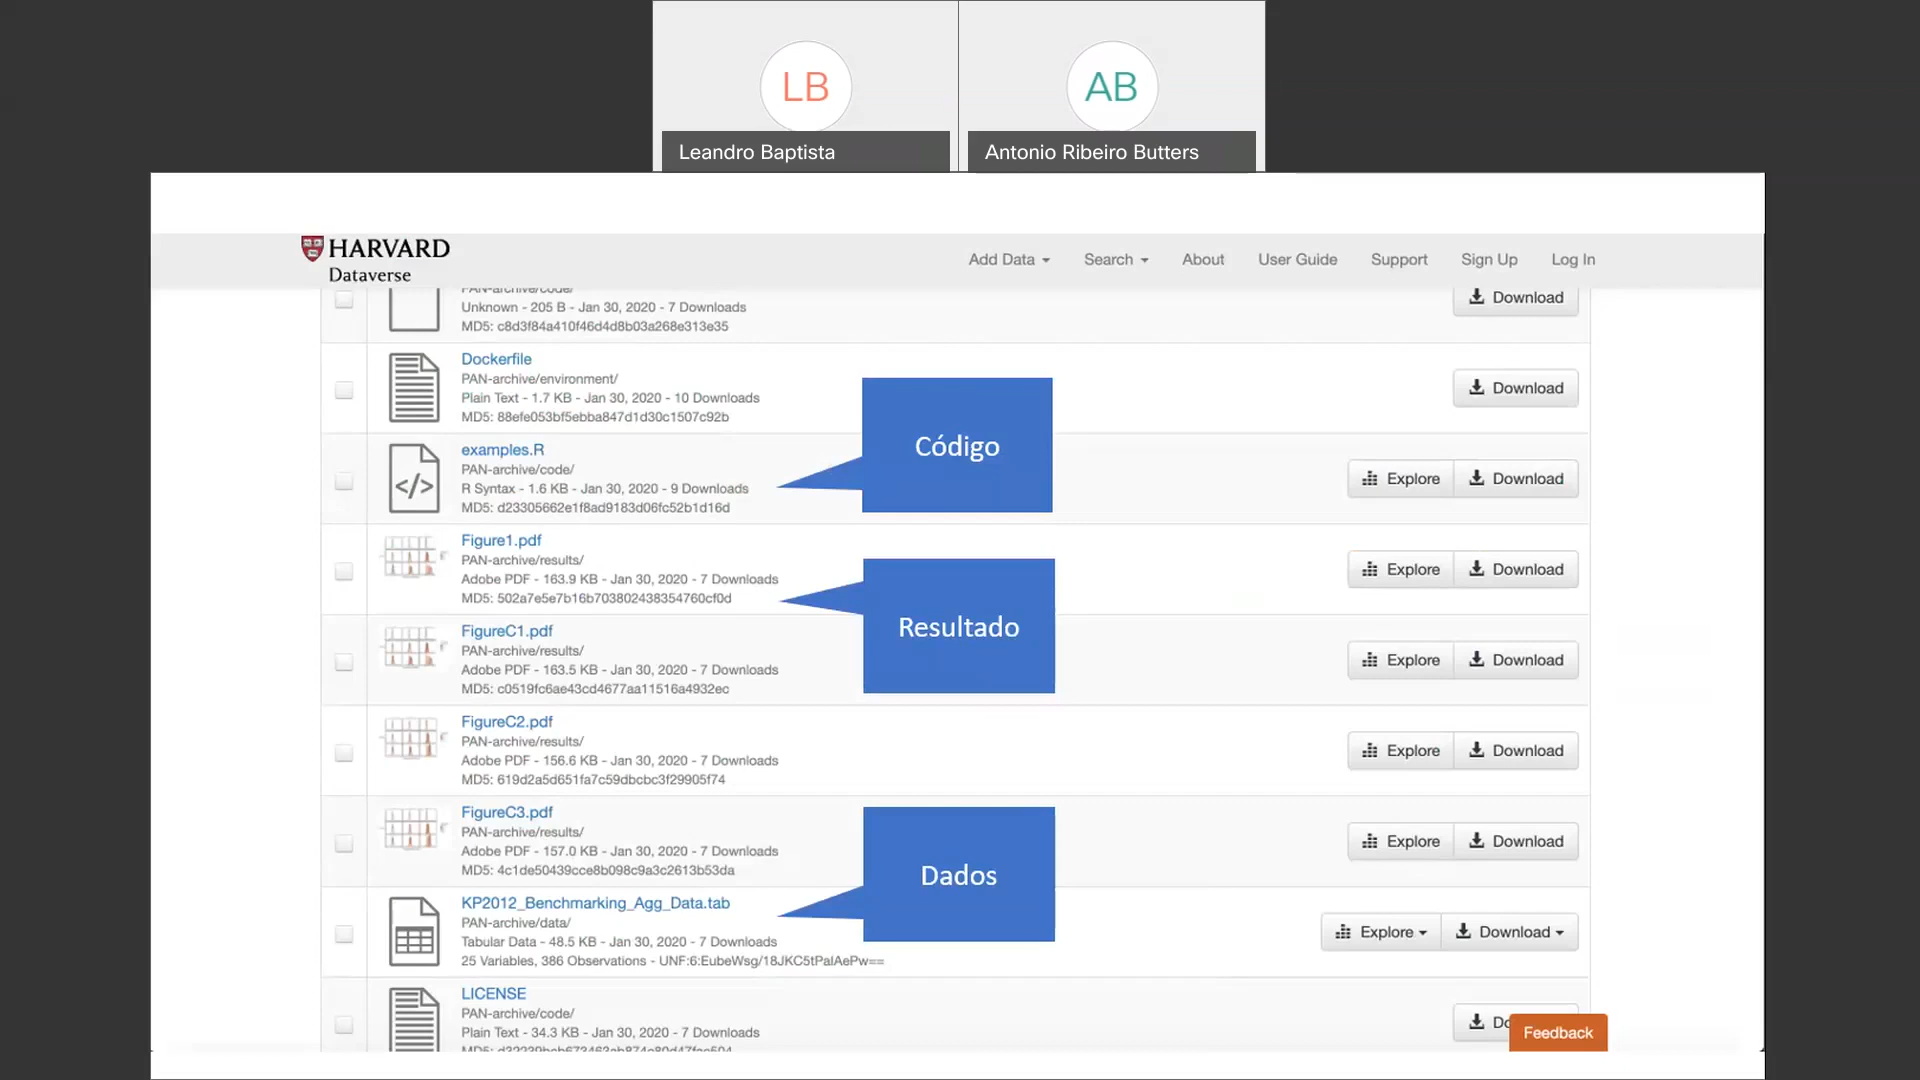 LB
AB
Leandro Baptista
Antonio Ribeiro Butters
HARVARD
Dataverse
Add Data
Search
About
User Guide
Support
Sign Up
Log In
PAN-archive/code/
Unknown - 205 B - Jan 30, 2020 - 7 Downloads
MD5: c8d3f84a410f46d4d8b03a268e313e35
Download
Dockerfile
PAN-archive/environment/
Plain Text - 1.7 KB - Jan 30, 2020 - 10 Downloads
MD5: 88efe053bf5ebba847d1d30c1507c92b
Download
examples.R
PAN-archive/code/
R Syntax - 1.6 KB - Jan 30, 2020 - 9 Downloads
MD5: d23305662e1f8ad9183d06fc52b1d16d
Código
Explore
Download
Figure1.pdf
PAN-archive/results/
Adobe PDF - 163.9 KB - Jan 30, 2020 - 7 Downloads
MD5: 502a7e5e7b16b703802438354760cf0d
Resultado
Explore
Download
FigureC1.pdf
PAN-archive/results/
Adobe PDF - 163.5 KB - Jan 30, 2020 - 7 Downloads
MD5: c0519fc6ae43cd4677aa11516a4932ec
Explore
Download
FigureC2.pdf
PAN-archive/results/
Adobe PDF - 156.6 KB - Jan 30, 2020 - 7 Downloads
MD5: 619d2a5d651fa7c59dbcbc3f29905f74
Explore
Download
FigureC3.pdf
PAN-archive/results/
Adobe PDF - 157.0 KB - Jan 30, 2020 - 7 Downloads
MD5: 4c1de50439cce8b098c9a3c2613b53da
Dados
Explore
Download
KP2012_Benchmarking_Agg_Data.tab
PAN-archive/data/
Tabular Data - 48.5 KB - Jan 30, 2020 - 7 Downloads
25 Variables, 386 Observations - UNF:6:EubeWsg/18JKC5tPalAePw==
Explore
Download
LICENSE
PAN-archive/code/
Plain Text - 34.3 KB - Jan 30, 2020 - 7 Downloads
Do
Feedback